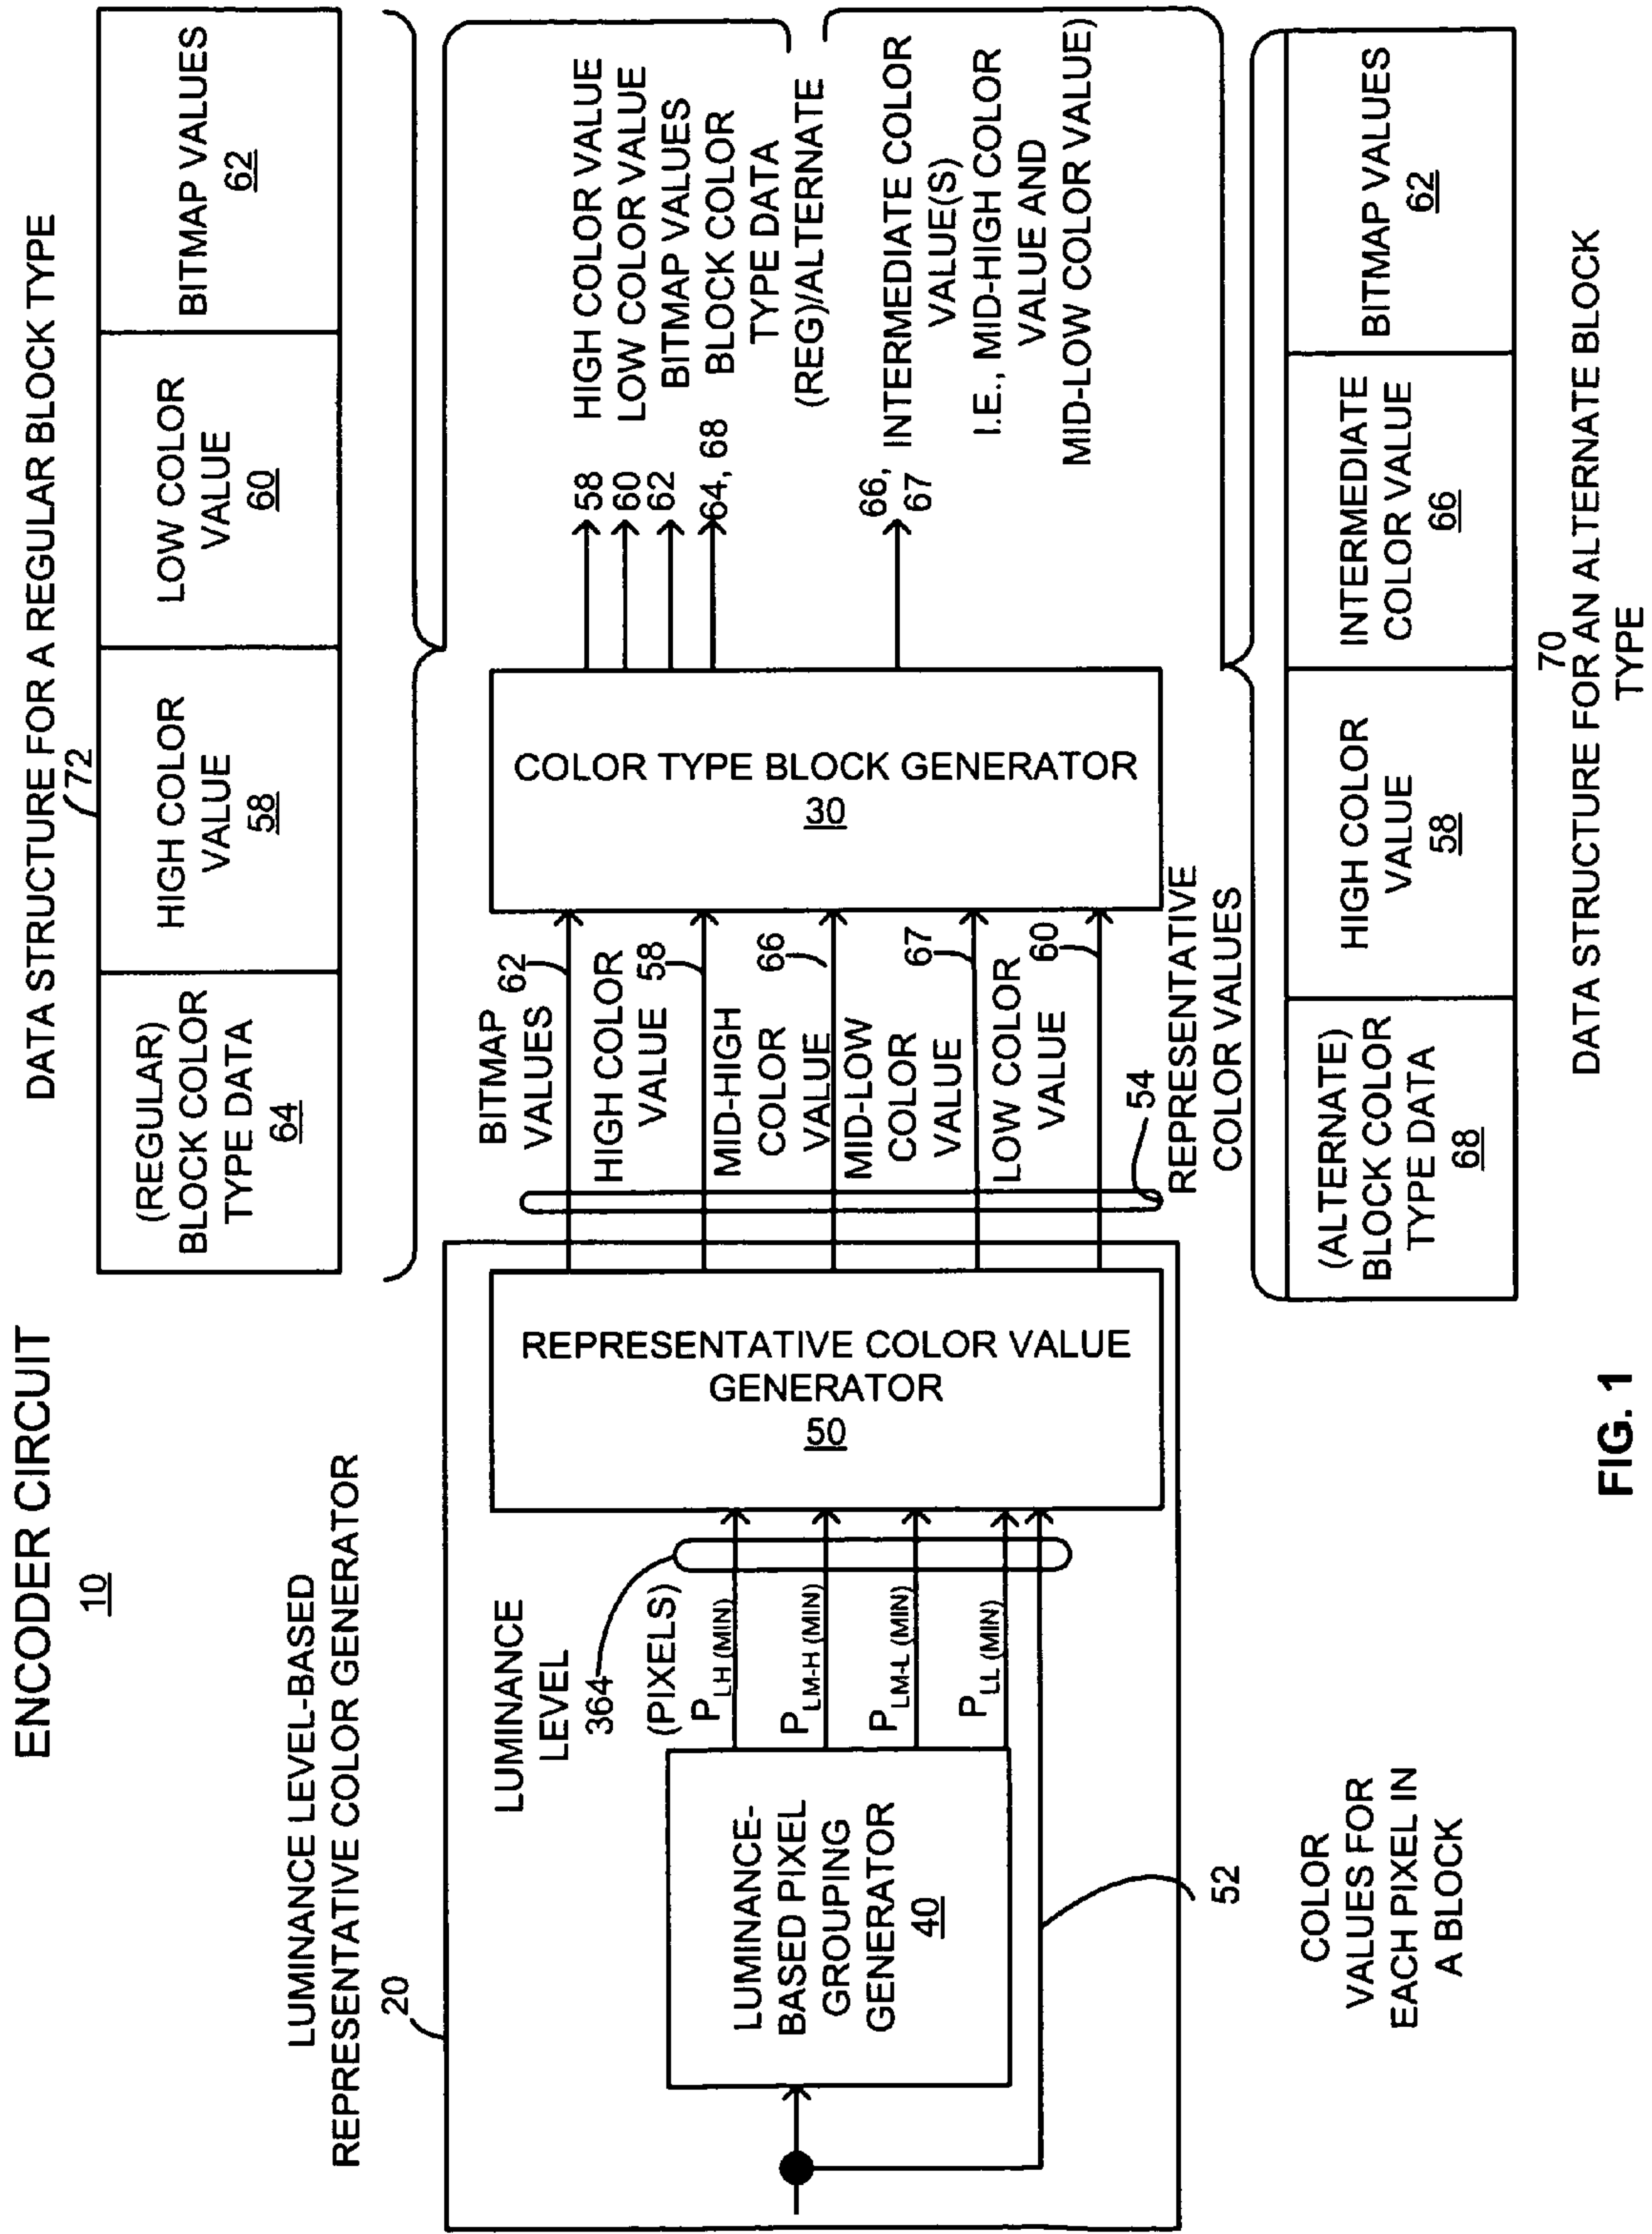 ENCODER CIRCUIT
10
DATA STRUCTURE FOR A REGULAR BLOCK TYPE
72
(REGULAR)
BLOCK COLOR
TYPE DATA
64
HIGH COLOR
VALUE
58
LOW COLOR
VALUE
60
BITMAP VALUES
62
LUMINANCE LEVEL-BASED
REPRESENTATIVE COLOR GENERATOR
20
LUMINANCE-
BASED PIXEL
GROUPING
GENERATOR
40
LUMINANCE
LEVEL
364
(PIXELS)
PLH (MIN)
PLM-H (MIN)
PLM-L (MIN)
PLL (MIN)
52
COLOR
VALUES FOR
EACH PIXEL IN
A BLOCK
REPRESENTATIVE COLOR VALUE
GENERATOR
50
BITMAP
VALUES
62
HIGH COLOR
VALUE
58
MID-HIGH
COLOR
VALUE
66
MID-LOW
COLOR
VALUE
67
LOW COLOR
VALUE
60
54
REPRESENTATIVE
COLOR VALUES
COLOR TYPE BLOCK GENERATOR
30
58 HIGH COLOR VALUE
60 LOW COLOR VALUE
62 BITMAP VALUES
64, 68 BLOCK COLOR
TYPE DATA
(REG)/ALTERNATE
66, INTERMEDIATE COLOR
67 VALUE(S)
I.E., MID-HIGH COLOR
VALUE AND
MID-LOW COLOR VALUE)
(ALTERNATE)
BLOCK COLOR
TYPE DATA
68
HIGH COLOR
VALUE
58
INTERMEDIATE
COLOR VALUE
66
BITMAP VALUES
62
70
DATA STRUCTURE FOR AN ALTERNATE BLOCK
TYPE
FIG. 1